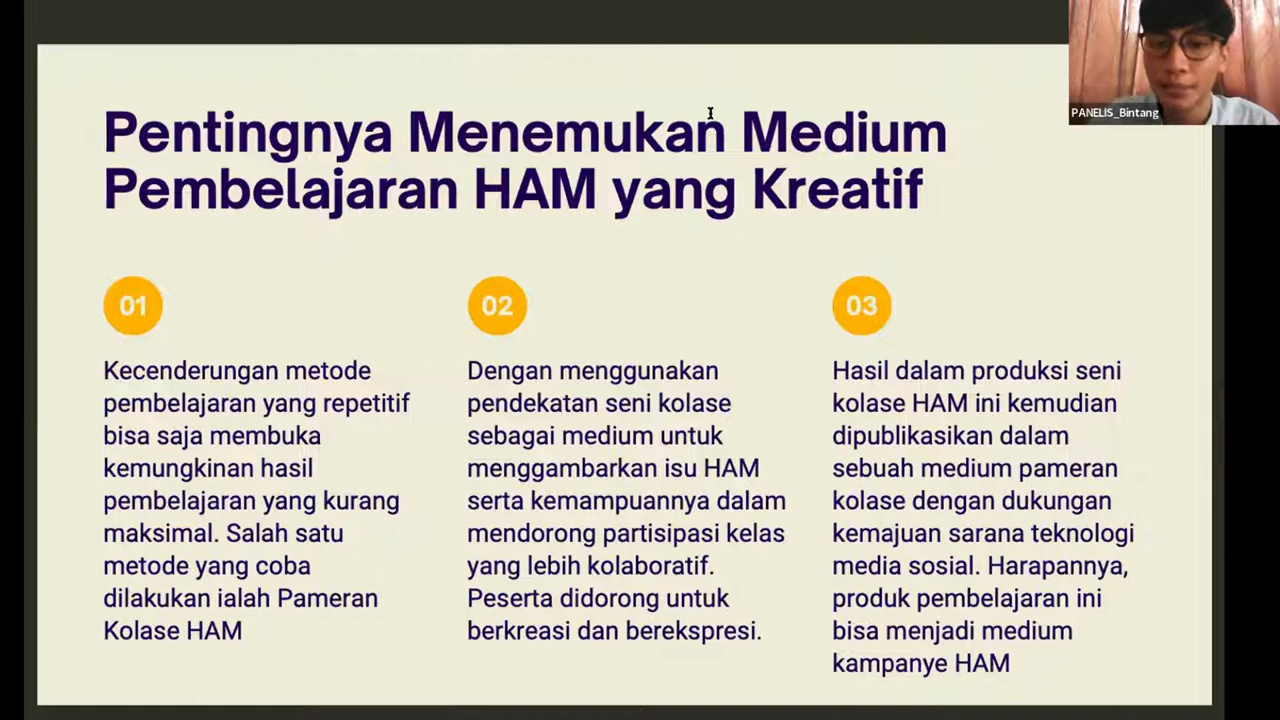 PANELIS_Bintang
Pentingnya Menemukan Medium
Pembelajaran HAM yang Kreatif
01
Kecenderungan metode
pembelajaran yang repetitif
bisa saja membuka
kemungkinan hasil
pembelajaran yang kurang
maksimal. Salah satu
metode yang coba
dilakukan ialah Pameran
Kolase HAM
02
Dengan menggunakan
pendekatan seni kolase
sebagai medium untuk
menggambarkan isu HAM
serta kemampuannya dalam
mendorong partisipasi kelas
yang lebih kolaboratif.
Peserta didorong untuk
berkreasi dan berekspresi.
03
Hasil dalam produksi seni
kolase HAM ini kemudian
dipublikasikan dalam
sebuah medium pameran
kolase dengan dukungan
kemajuan sarana teknologi
media sosial. Harapannya,
produk pembelajaran ini
bisa menjadi medium
kampanye HAM